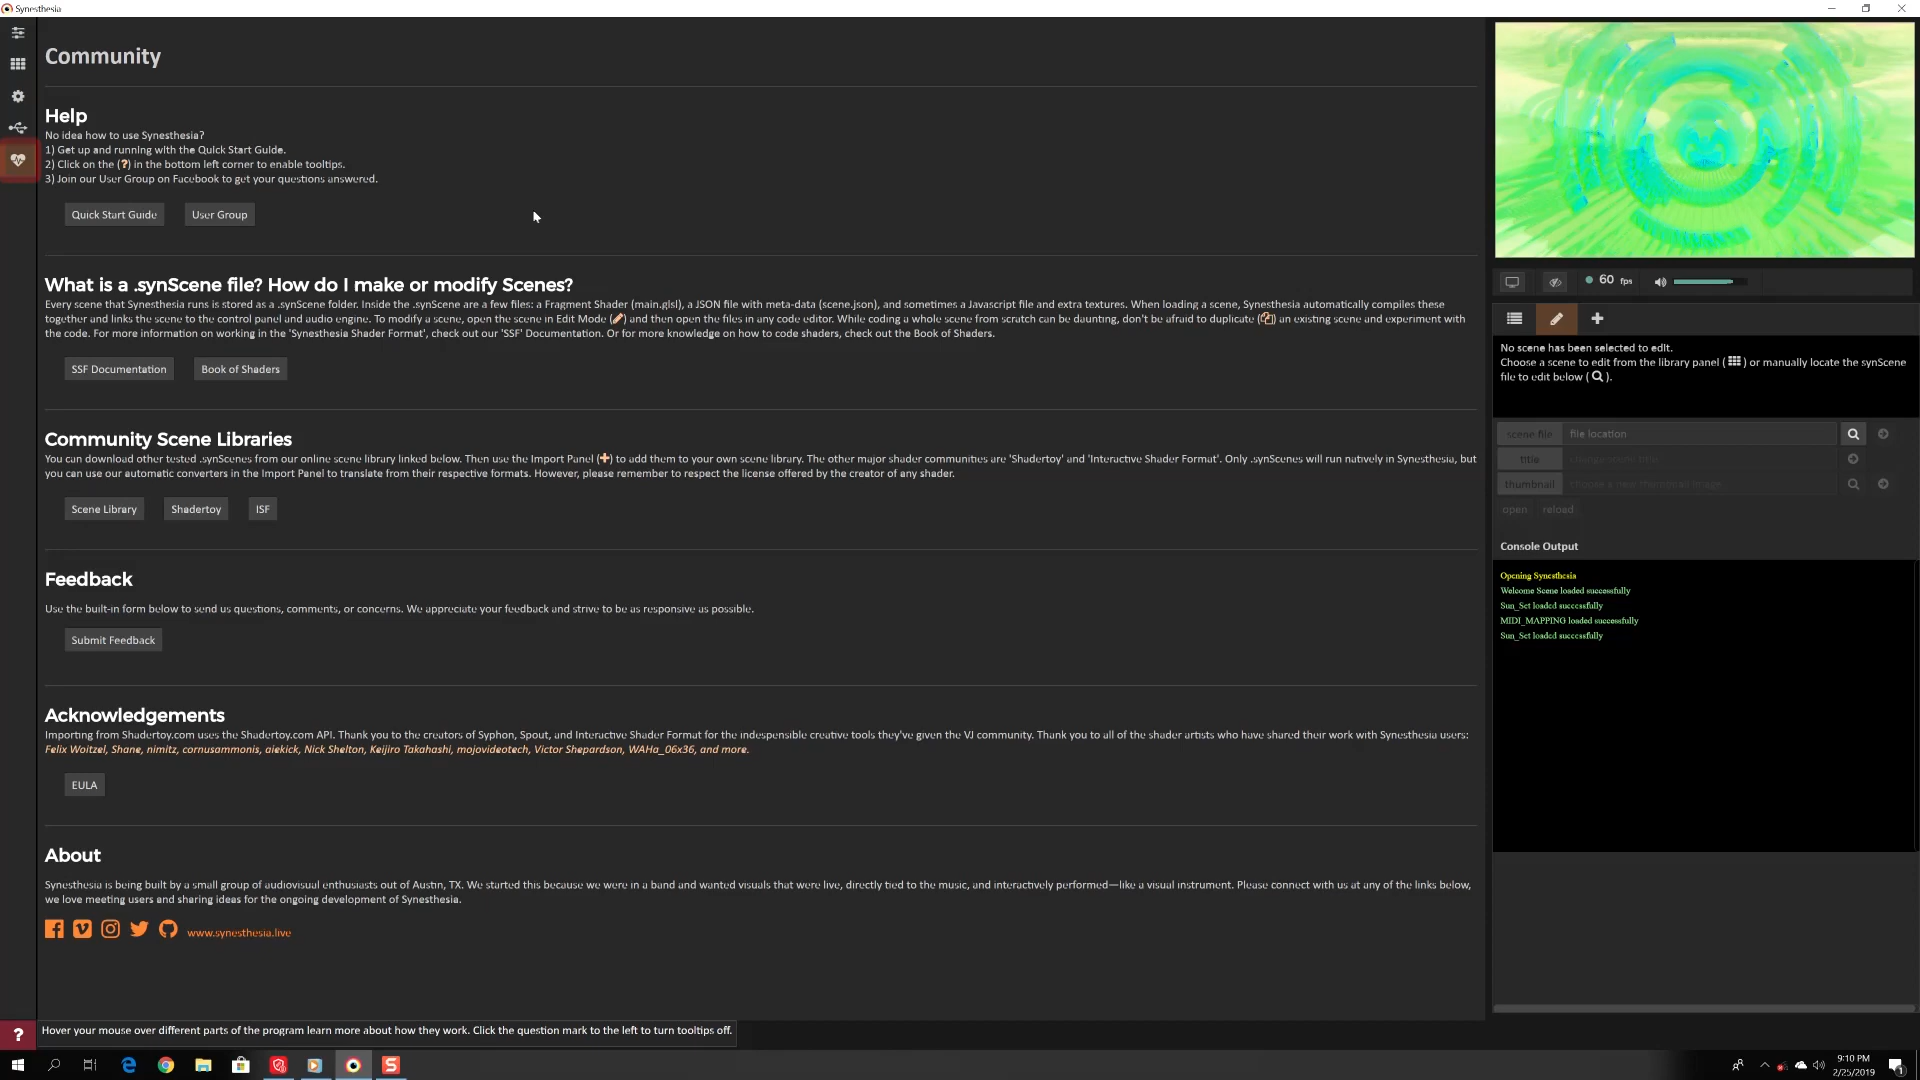 Synesthesia
Community
Help
No idea how to use Synesthesia?
1) Get up and running with the Quick Start Guide.
2) Click on the (?) in the bottom left corner to enable tooltips.
3) Join our User Group on Facebook to get your questions answered.
Quick Start Guide
User Group
What is a .synScene file? How do I make or modify Scenes?
Every scene that Synesthesia runs is stored as a .synScene folder. Inside the .synScene are a few files: a Fragment Shader (main.glsl), a JSON file with meta-data (scene.json), and sometimes a Javascript file and extra textures. When loading a scene, Synesthesia automatically compiles these
together and links the scene to the control panel and audio engine. To modify a scene, open the scene in Edit Mode ( ) and then open the files in any code editor. While coding a whole scene from scratch can be daunting, don't be afraid to duplicate ( ) an existing scene and experiment with
the code. For more information on working in the 'Synesthesia Shader Format', check out our 'SSF' Documentation. Or for more knowledge on how to code shaders, check out the Book of Shaders.
SSF Documentation
Book of Shaders
Community Scene Libraries
You can download other tested .synScenes from our online scene library linked below. Then use the Import Panel (+) to add them to your own scene library. The other major shader communities are 'Shadertoy' and 'Interactive Shader Format'. Only .synScenes will run natively in Synesthesia, but
you can use our automatic converters in the Import Panel to translate from their respective formats. However, please remember to respect the license offered by the creator of any shader.
Scene Library
Shadertoy
ISF
Feedback
Use the built-in form below to send us questions, comments, or concerns. We appreciate your feedback and strive to be as responsive as possible.
Submit Feedback
Acknowledgements
Importing from Shadertoy.com uses the Shadertoy.com API. Thank you to the creators of Syphon, Spout, and Interactive Shader Format for the indespensible creative tools they've given the VJ community. Thank you to all of the shader artists who have shared their work with Synesthesia users:
Felix Woitzel, Shane, nimitz, cornusammonis, aiekick, Nick Shelton, Keijiro Takahashi, mojovideotech, Victor Shepardson, WAHa_06x36, and more.
EULA
About
Synesthesia is being built by a small group of audiovisual enthusiasts out of Austin, TX. We started this because we were in a band and wanted visuals that were live, directly tied to the music, and interactively performed—like a visual instrument. Please connect with us at any of the links below,
we love meeting users and sharing ideas for the ongoing development of Synesthesia.
www.synesthesia.live
? Hover your mouse over different parts of the program learn more about how they work. Click the question mark to the left to turn tooltips off.
60 fps
No scene has been selected to edit.
Choose a scene to edit from the library panel ( ) or manually locate the synScene
file to edit below ( ).
scene file
file location
title
change scene title
thumbnail
choose a new thumbnail image
open
reload
Console Output
Opening Synesthesia
Welcome Scene loaded successfully
Sun_Set loaded successfully
MIDI_MAPPING loaded successfully
Sun_Set loaded successfully
9:10 PM
2/25/2019
1